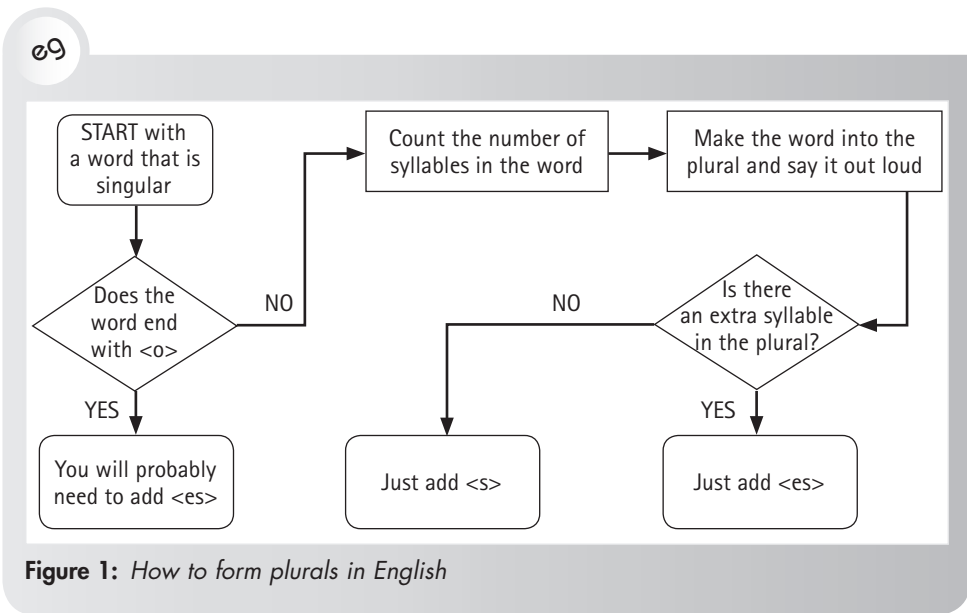 eg
START with
a word that is
singular
Does the
word end
with <o>
YES
You will probably
need to add <es>
NO
Count the number of
syllables in the word
Make the word into the
plural and say it out loud
Is there
an extra syllable
in the plural?
NO
Just add <s>
YES
Just add <es>
Figure 1: How to form plurals in English